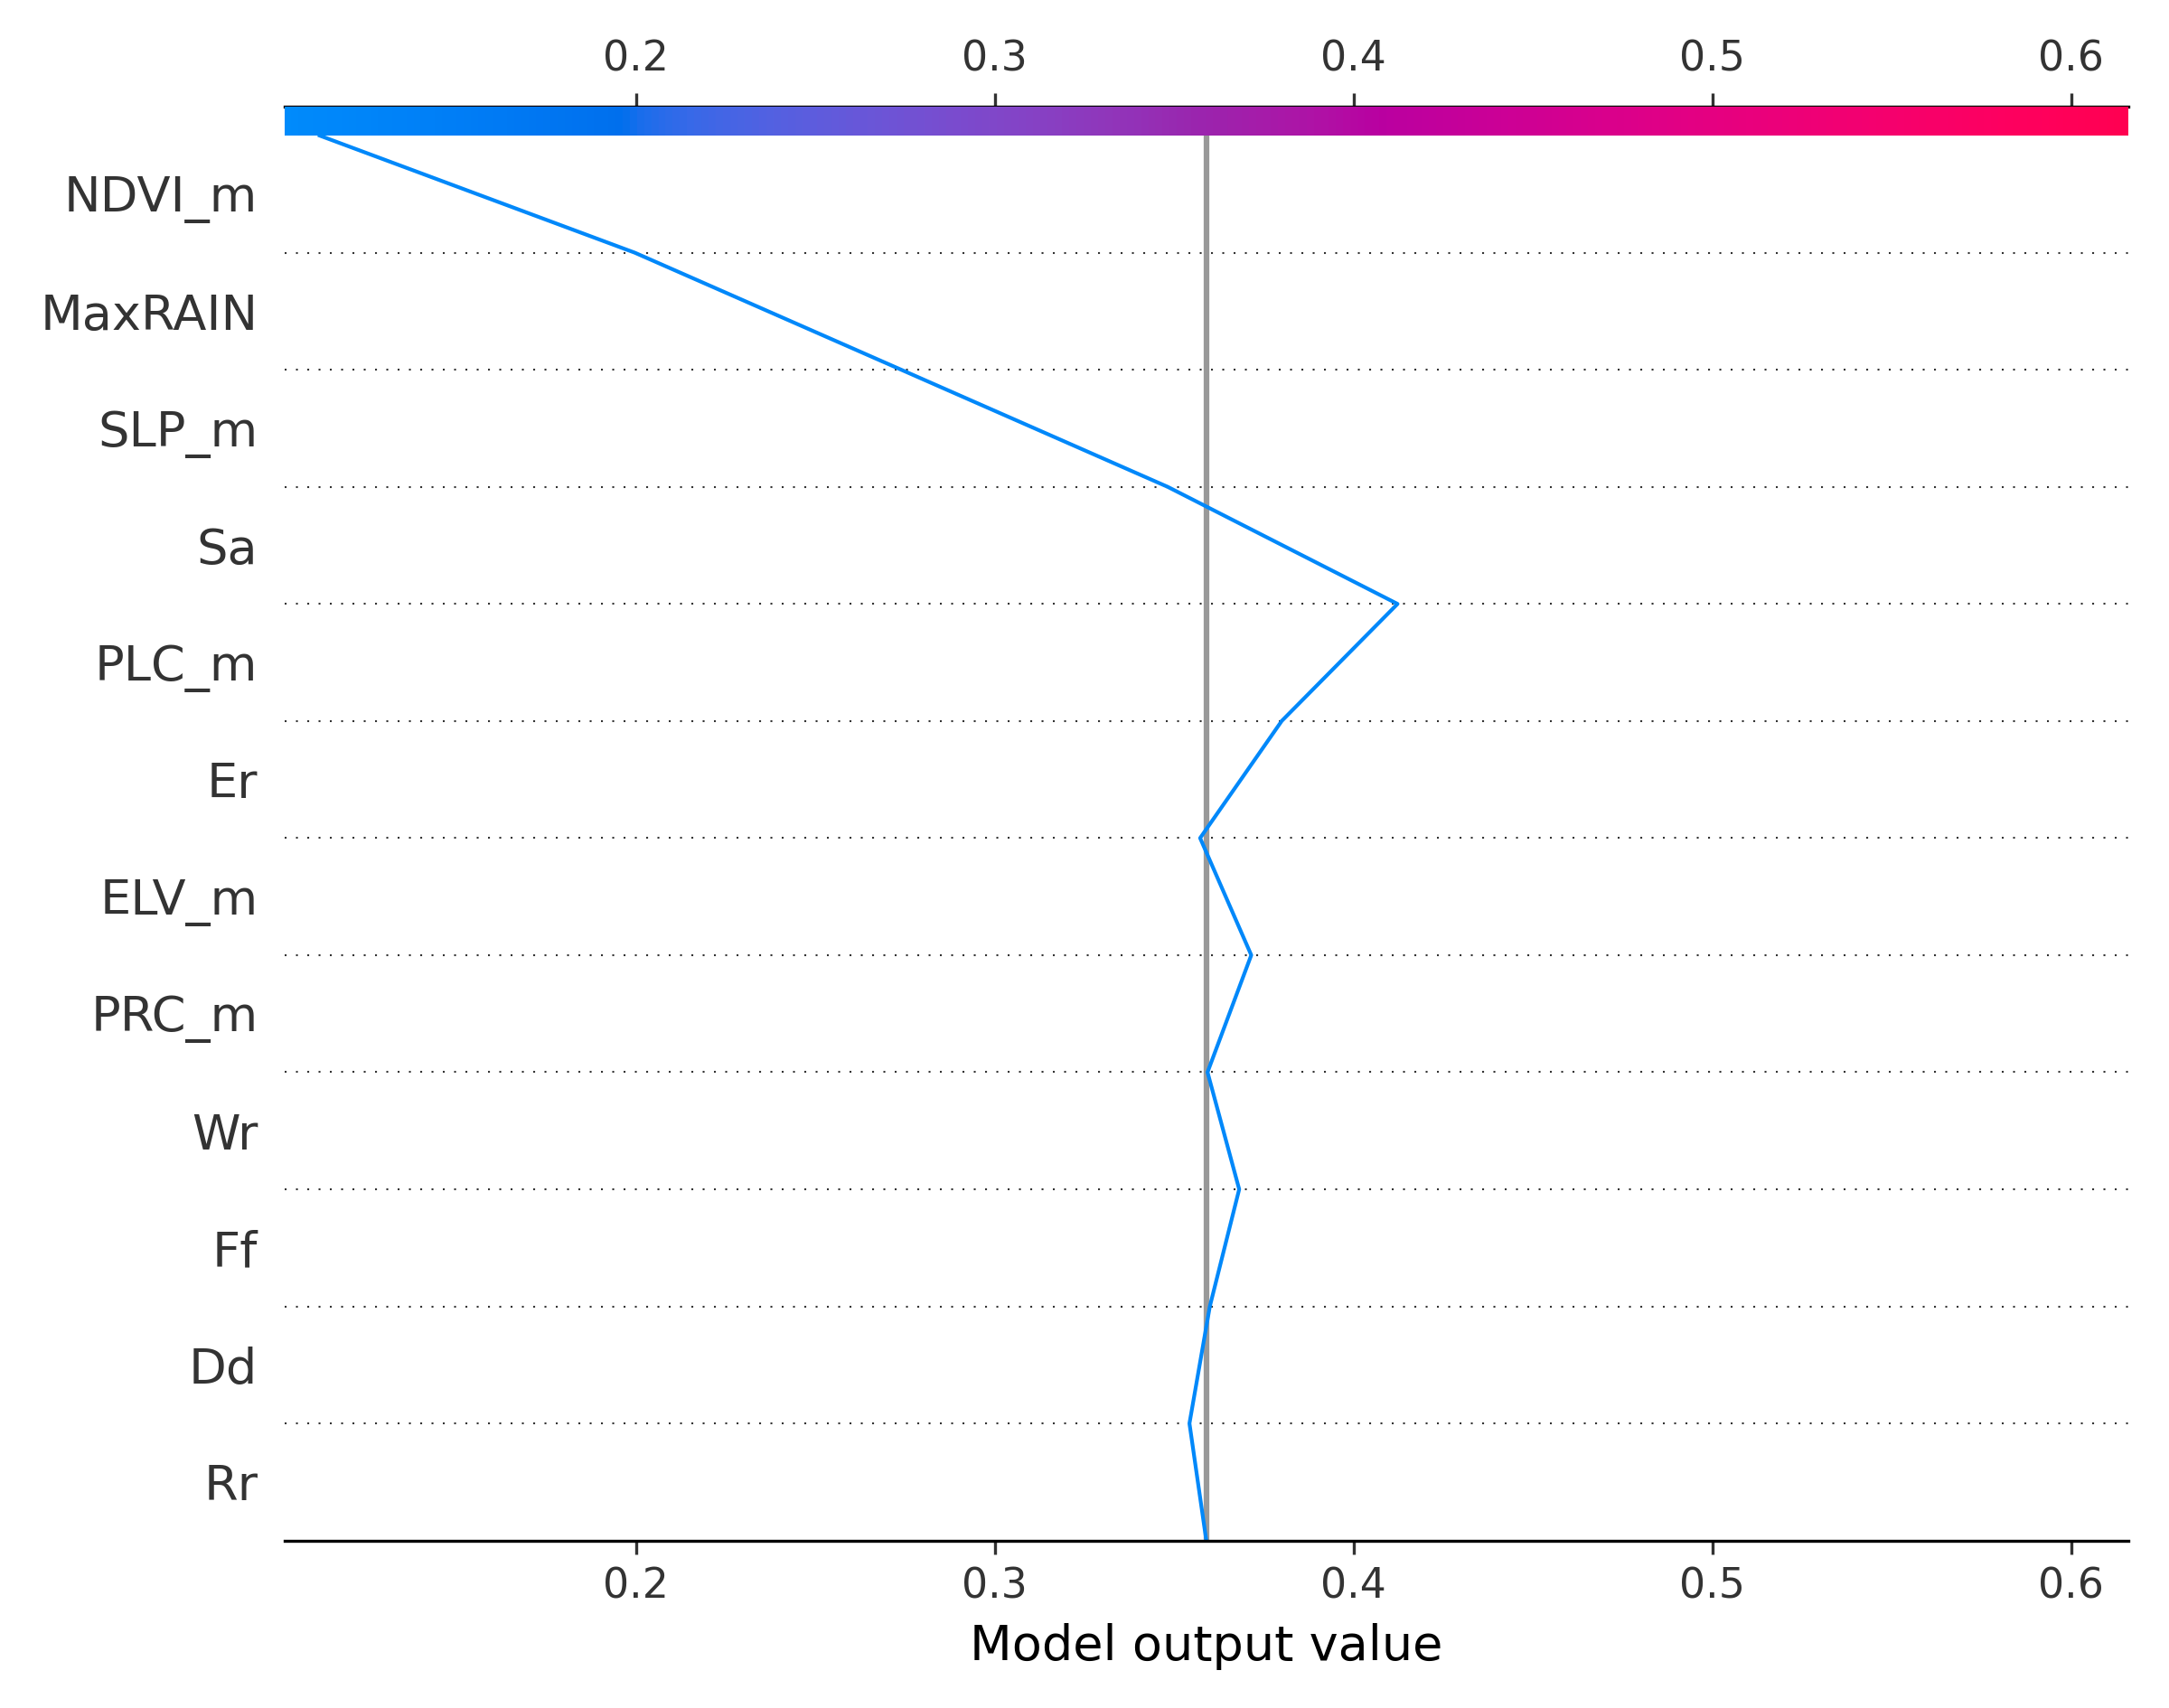 0.2 0.3 0.4 0.5 0.6
NDVI_m
MaxRAIN
SLP_m
Sa
PLC_m
Er
ELV_m
PRC_m
Wr
Ff
Dd
Rr
0.2 0.3 0.4 0.5 0.6
Model output value